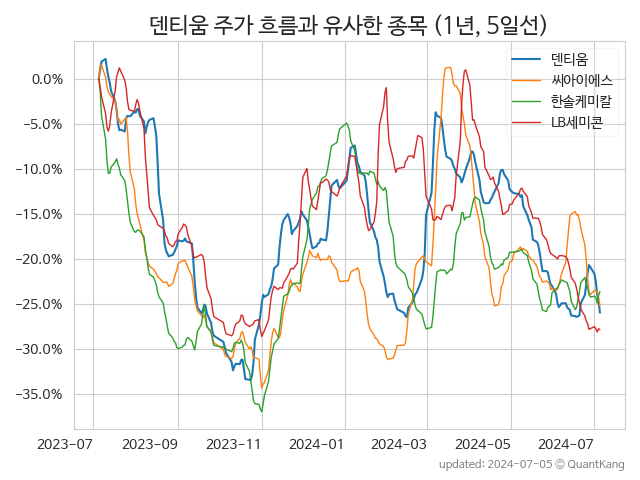 덴티움 주가 흐름과 유사한 종목 (1년, 5일선)
덴티움
씨아이에스
한솔케미칼
LB세미콘
0.0%
−5.0%
−10.0%
−15.0%
−20.0%
−25.0%
−30.0%
−35.0%
2023-07
2023-09
2023-11
2024-01
2024-03
2024-05
2024-07
updated: 2024-07-05 ⓒ QuantKang